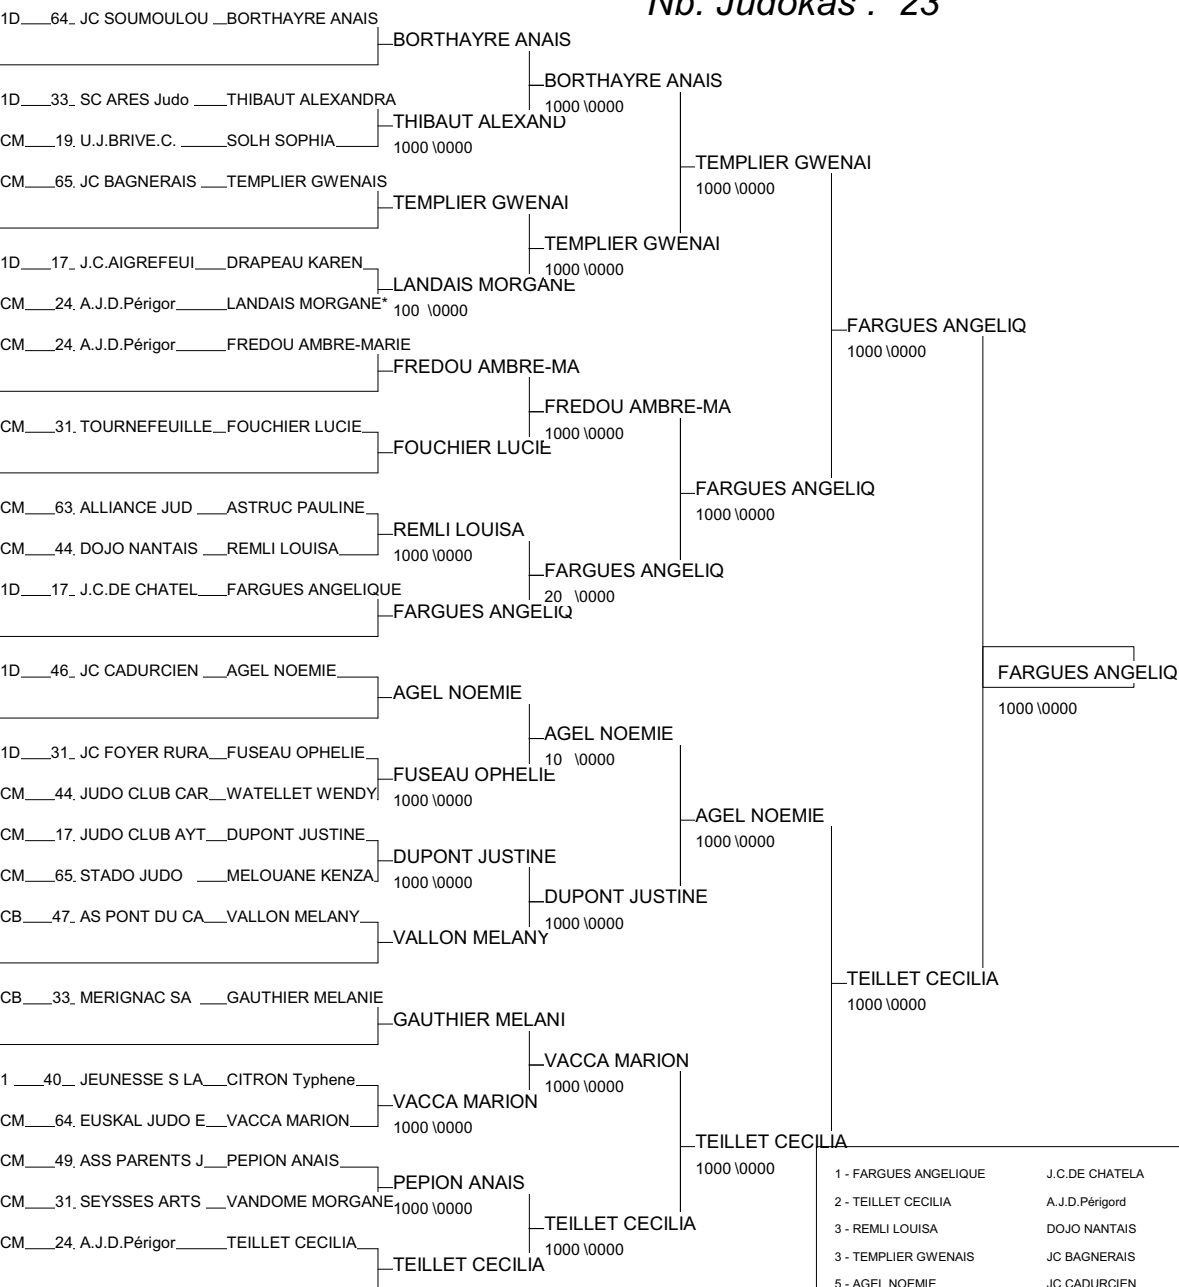 Nb. Judokas : 23
1D 64 JC SOUMOULOU BORTHAYRE ANAIS
BORTHAYRE ANAIS
BORTHAYRE ANAIS
1000 \0000
1D 33 SC ARES Judo THIBAUT ALEXANDRA
THIBAUT ALEXAND
1000 \0000
CM 19 U.J.BRIVE.C. SOLH SOPHIA
TEMPLIER GWENAI
1000 \0000
CM 65 JC BAGNERAIS TEMPLIER GWENAIS
TEMPLIER GWENAI
TEMPLIER GWENAI
1000 \0000
1D 17 J.C.AIGREFEUI DRAPEAU KAREN
LANDAIS MORGANE
100 \0000
CM 24 A.J.D.Périgor LANDAIS MORGANE*
FARGUES ANGELIQ
1000 \0000
CM 24 A.J.D.Périgor FREDOU AMBRE-MARIE
FREDOU AMBRE-MA
FREDOU AMBRE-MA
1000 \0000
CM 31 TOURNEFEUILLE FOUCHIER LUCIE
FOUCHIER LUCIE
FARGUES ANGELIQ
1000 \0000
CM 63 ALLIANCE JUD ASTRUC PAULINE
REMLI LOUISA
1000 \0000
CM 44 DOJO NANTAIS REMLI LOUISA
FARGUES ANGELIQ
20 \0000
1D 17 J.C.DE CHATEL FARGUES ANGELIQUE
FARGUES ANGELIQ
FARGUES ANGELIQ
1000 \0000
1D 46 JC CADURCIEN AGEL NOEMIE
AGEL NOEMIE
AGEL NOEMIE
10 \0000
1D 31 JC FOYER RURA FUSEAU OPHELIE
FUSEAU OPHELIE
1000 \0000
CM 44 JUDO CLUB CAR WATELLET WENDY
AGEL NOEMIE
1000 \0000
CM 17 JUDO CLUB AYT DUPONT JUSTINE
DUPONT JUSTINE
1000 \0000
CM 65 STADO JUDO MELOUANE KENZA
DUPONT JUSTINE
1000 \0000
CB 47 AS PONT DU CA VALLON MELANY
VALLON MELANY
TEILLET CECILIA
1000 \0000
CB 33 MERIGNAC SA GAUTHIER MELANIE
GAUTHIER MELANI
VACCA MARION
1000 \0000
1 40 JEUNESSE S LA CITRON Typhene
VACCA MARION
1000 \0000
CM 64 EUSKAL JUDO E VACCA MARION
TEILLET CECILIA
1000 \0000
CM 49 ASS PARENTS J PEPION ANAIS
PEPION ANAIS
1000 \0000
CM 31 SEYSSES ARTS VANDOME MORGANE
TEILLET CECILIA
1000 \0000
CM 24 A.J.D.Périgor TEILLET CECILIA
TEILLET CECILIA
1 - FARGUES ANGELIQUE J.C.DE CHATELA
2 - TEILLET CECILIA A.J.D.Périgord
3 - REMLI LOUISA DOJO NANTAIS
3 - TEMPLIER GWENAIS JC BAGNERAIS
5 - AGEL NOEMIE JC CADURCIEN